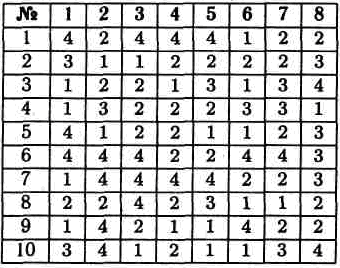 № 1 2 3 4 5 6 7 8
1 4 2 4 4 4 1 2 2
2 3 1 1 2 2 2 2 3
3 1 2 2 1 3 1 3 4
4 1 3 2 2 2 3 3 1
5 4 1 2 2 1 1 2 3
6 4 4 4 2 2 4 4 3
7 1 4 4 4 4 2 2 3
8 2 2 4 2 3 1 1 2
9 1 4 2 1 1 4 2 2
10 3 4 1 2 1 1 3 4